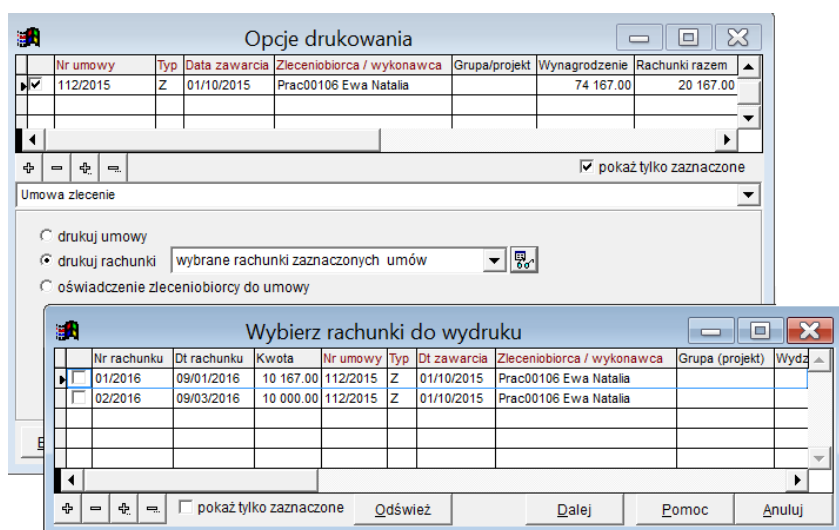 Opcje drukowania
Nr umowy Typ Data zawarcia Zleceniobiorca / wykonawca Grupa/projekt Wynagrodzenie Rachunki razem
112/2015 Z 01/10/2015 Prac00106 Ewa Natalia 74 167.00 20 167.00
pokaż tylko zaznaczone
Umowa zlecenie
drukuj umowy
drukuj rachunki wybrane rachunki zaznaczonych umów
oświadczenie zleceniobiorcy do umowy
Wybierz rachunki do wydruku
Nr rachunku Dt rachunku Kwota Nr umowy Typ Dt zawarcia Zleceniobiorca / wykonawca Grupa (projekt) Wydz
01/2016 09/01/2016 10 167.00 112/2015 Z 01/10/2015 Prac00106 Ewa Natalia
02/2016 09/03/2016 10 000.00 112/2015 Z 01/10/2015 Prac00106 Ewa Natalia
pokaż tylko zaznaczone Odśwież Dalej Pomoc Anuluj